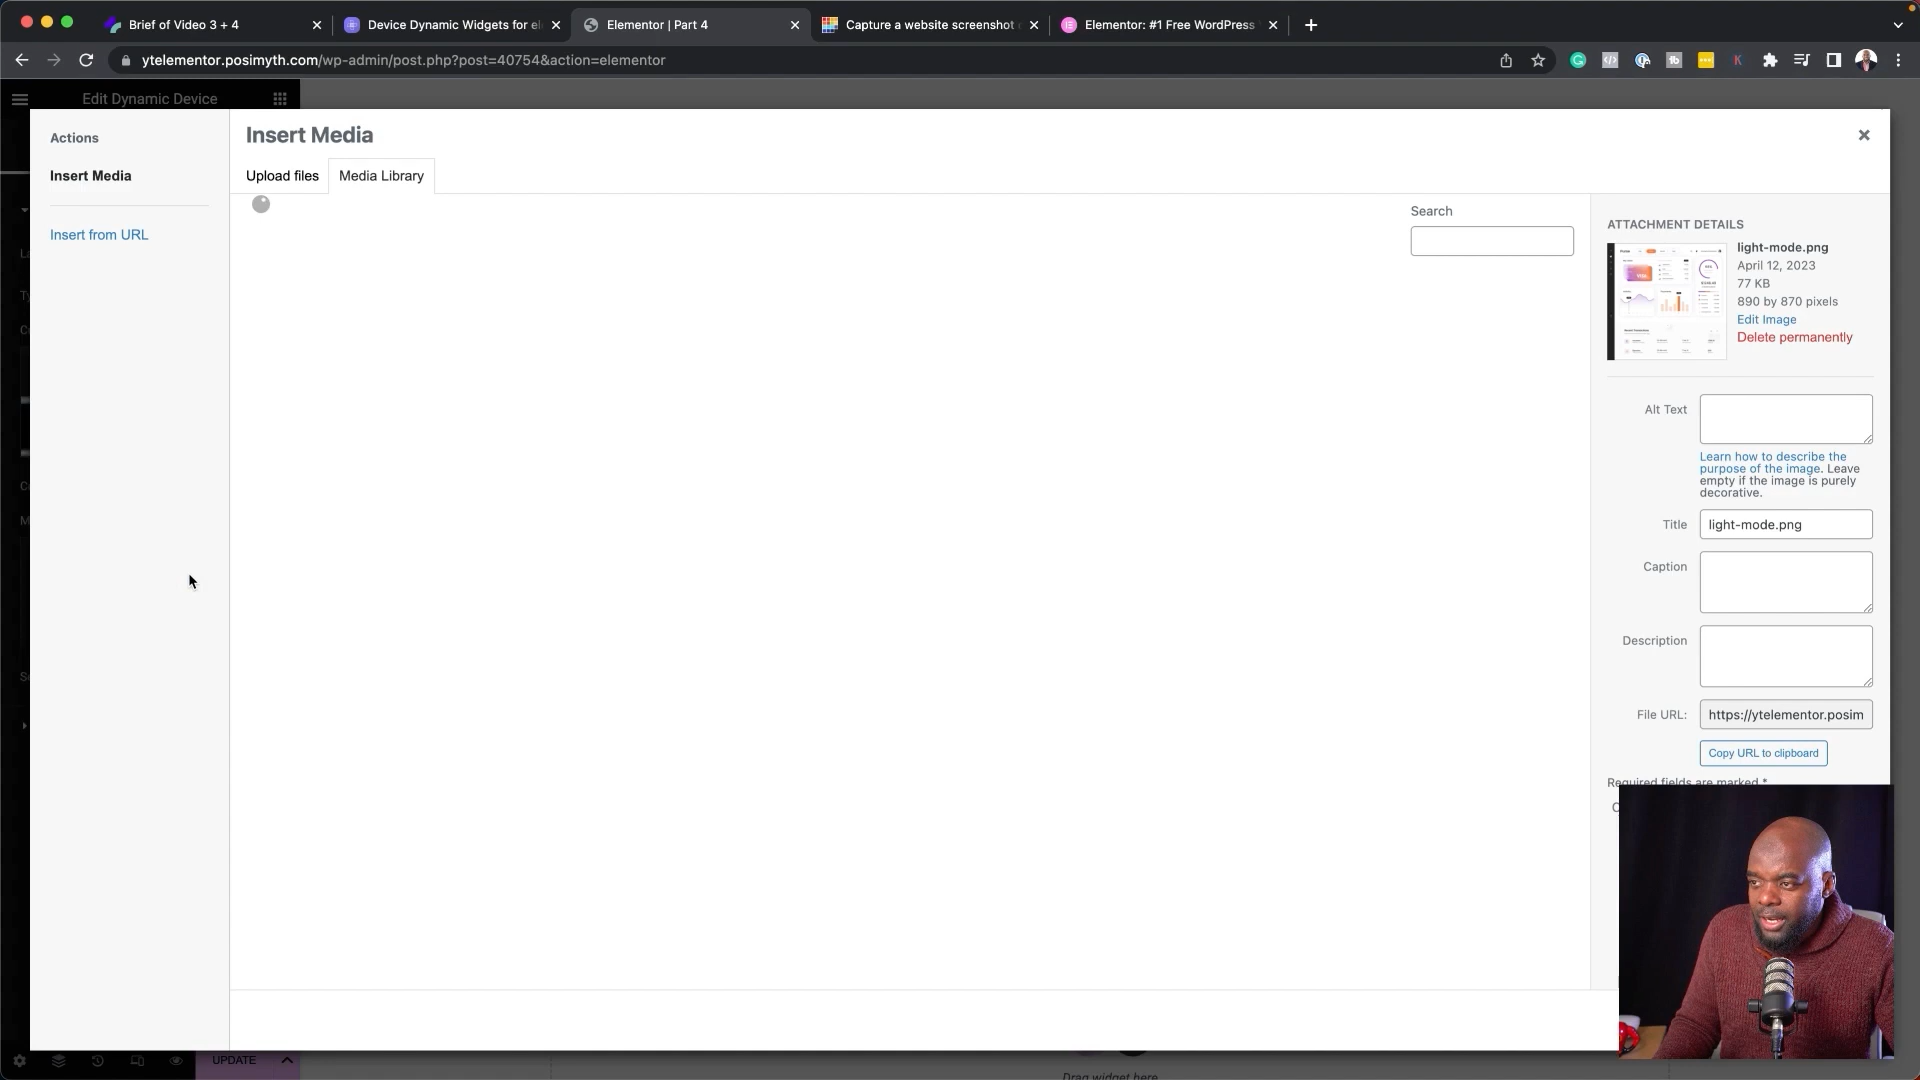 Brief of Video 3 + 4
Device Dynamic Widgets for el
Elementor | Part 4
Capture a website screenshot
Elementor: #1 Free WordPress
ytelementor.posimyth.com/wp-admin/post.php?post=40754&action=elementor
Edit Dynamic Device
Actions
Insert Media
Insert from URL
Insert Media
Upload files
Media Library
Search
ATTACHMENT DETAILS
light-mode.png
April 12, 2023
77 KB
890 by 870 pixels
Edit Image
Delete permanently
Alt Text
Learn how to describe the
purpose of the image. Leave
empty if the image is purely
decorative.
Title
light-mode.png
Caption
Description
File URL:
https://ytelementor.posim
Copy URL to clipboard
Required fields are marked *
UPDATE
Drag widget here